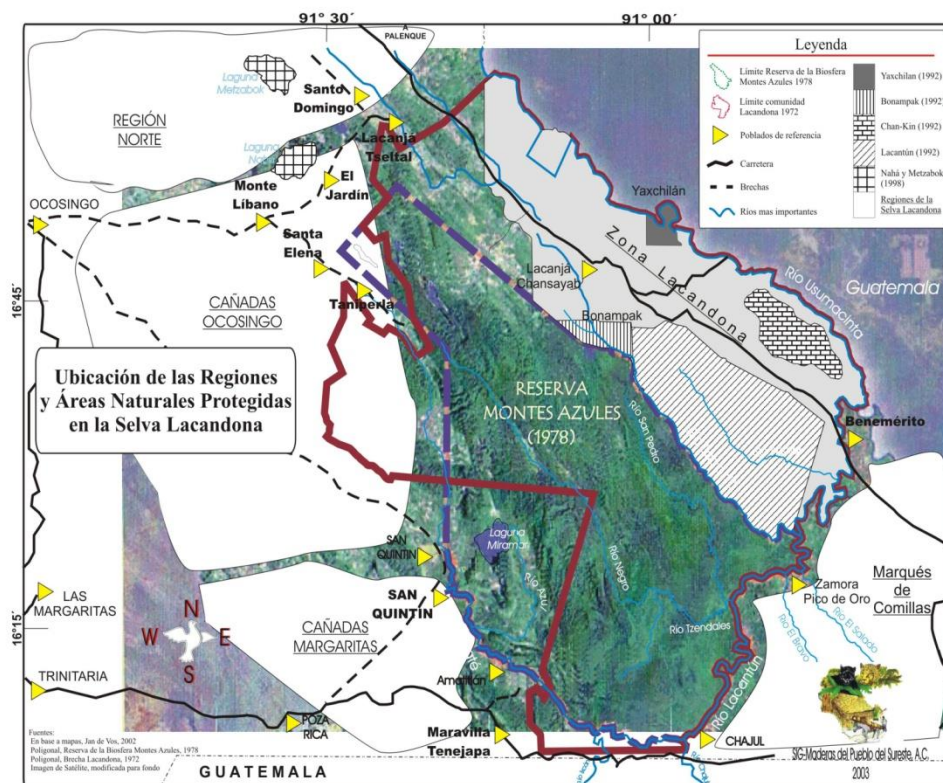 91° 30´
91° 00´
A
PALENQUE
Leyenda
Límite Reserva de la Biosfera
Montes Azules 1978
Límite comunidad
Lacandona 1972
Poblados de referencia
Carretera
Brechas
Ríos mas importantes
Yaxchilan (1992)
Bonampak (1992)
Chan-Kin (1992)
Lacantún (1992)
Nahá y Metzabok
(1998)
Regiones de la
Selva Lacandona
Laguna
Metzabok
Santo
Domingo
REGIÓN
NORTE
Lacanja
Tseltal
Laguna
El
Jardín
Monte
Líbano
OCOSINGO
Santa
Elena
Yaxchilán
Zona Lacandona
Lacanja
Chansayab
Río Usumacinta
Guatemala
16°45´
CAÑADAS
OCOSINGO
Taniperla
Bonampak
Ubicación de las Regiones
y Áreas Naturales Protegidas
en la Selva Lacandona
RESERVA
MONTES AZULES
(1978)
Río San Pedro
Benemérito
Laguna
Miramar
SAN
QUINTIN
Río Azul
Río Negro
LAS
MARGARITAS
SAN
QUINTÍN
Zamora
Pico de Oro
Marqués
de
Comillas
16°15´
N
W E
S
CAÑADAS
MARGARITAS
Río Tzendales
Río El Bravo
Río El Salado
TRINITARIA
Amatitlán
Río Lacantún
POZA
RICA
Maravilla
Tenejapa
CHAJUL
Fuentes:
En base a mapas, Jan de Vos, 2002
Poligonal, Reserva de la Biosfera Montes Azules, 1978
Poligonal, Brecha Lacandona, 1972
Imagen de Satélite, modificada para fondo
GUATEMALA
SIG-Maderas del Pueblo del Sureste, A.C.
2003